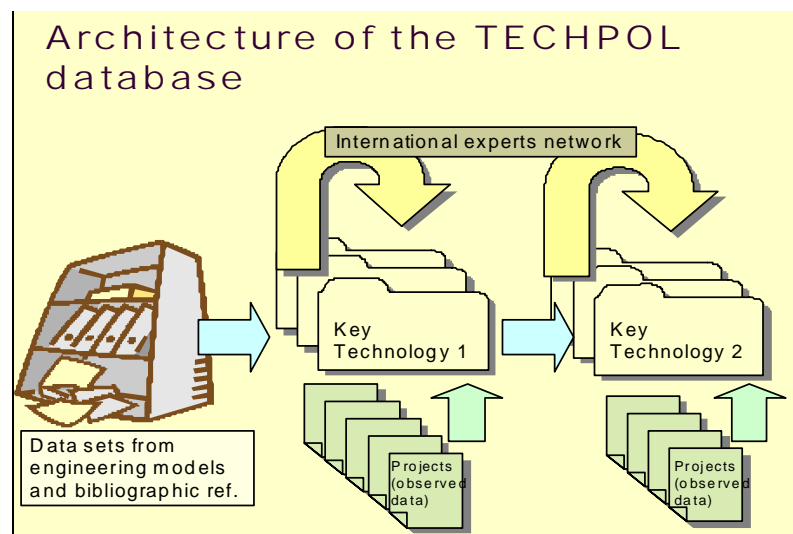 Architecture of the TECHPOL
database
International experts network
Key
Technology 1
Key
Technology 2
Data sets from
engineering models
and bibliographic ref.
Projects
(observed
data)
Projects
(observed
data)